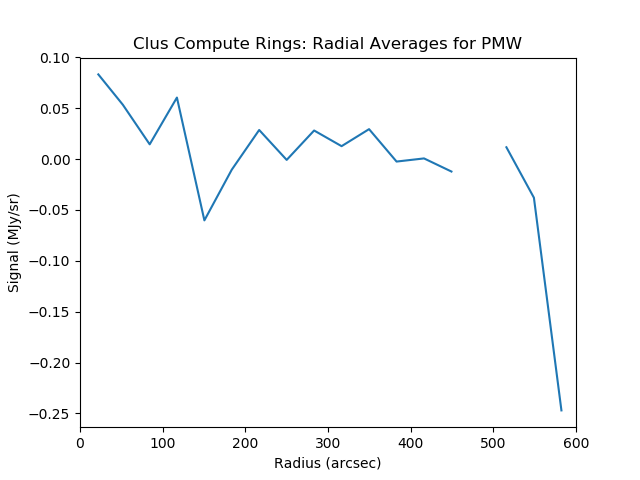 Clus Compute Rings: Radial Averages for PMW
0.10
0.05
0.00
−0.05
−0.10
−0.15
−0.20
−0.25
Signal (MJy/sr)
0 100 200 300 400 500 600
Radius (arcsec)